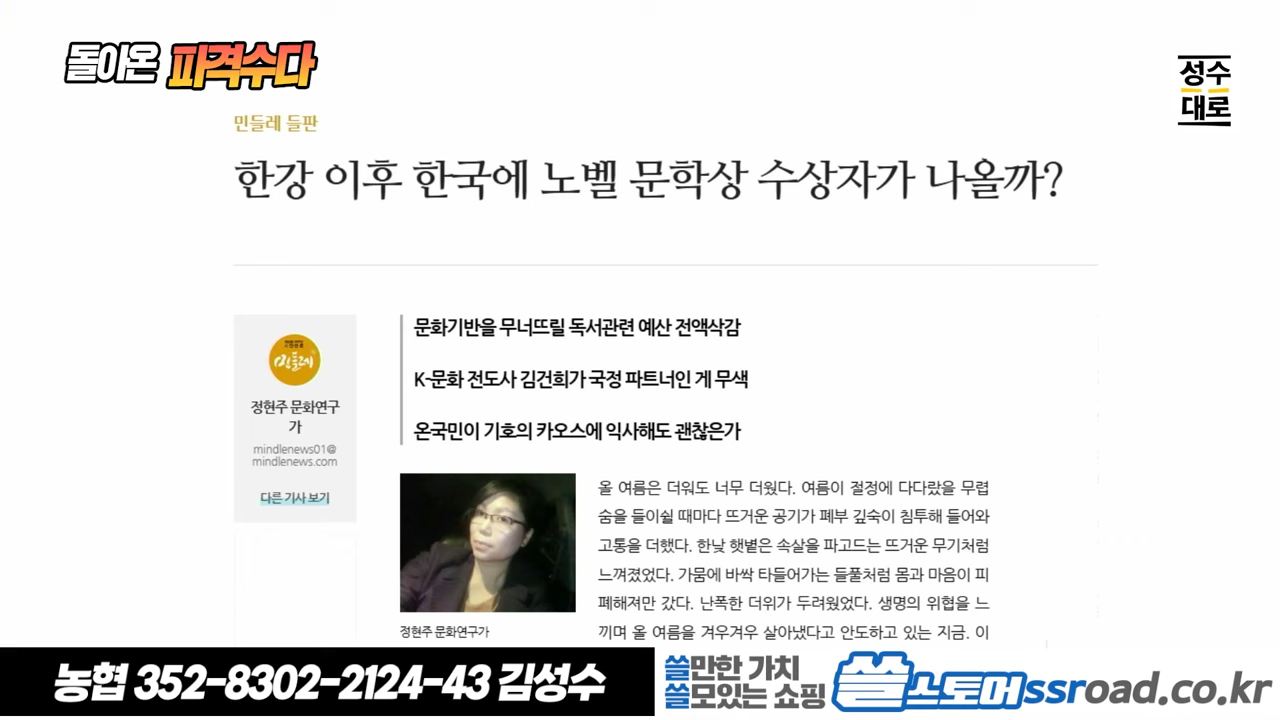 돌아온 파격수다
성수
대로
민들레 들판
한강 이후 한국에 노벨 문학상 수상자가 나올까?
민들레
정현주 문화연구
가
mindlenews01@
mindlenews.com
다른 기사 보기
문화기반을 무너뜨릴 독서관련 예산 전액삭감
K-문화 전도사 김건희가 국정 파트너인 게 무색
온국민이 기호의 카오스에 익사해도 괜찮은가
정현주 문화연구가
올 여름은 더워도 너무 더웠다. 여름이 절정에 다다랐을 무렵
숨을 들이쉴 때마다 뜨거운 공기가 폐부 깊숙이 침투해 들어와
고통을 더했다. 한낮 햇볕은 속살을 파고드는 뜨거운 무기처럼
느껴졌었다. 가뭄에 바싹 타들어가는 들풀처럼 몸과 마음이 피
폐해져만 갔다. 난폭한 더위가 두려웠었다. 생명의 위협을 느
끼며 올 여름을 겨우겨우 살아냈다고 안도하고 있는 지금. 이
농협 352-8302-2124-43 김성수
쓸만한 가치
쓸모있는 쇼핑
쓸스토어ssroad.co.kr